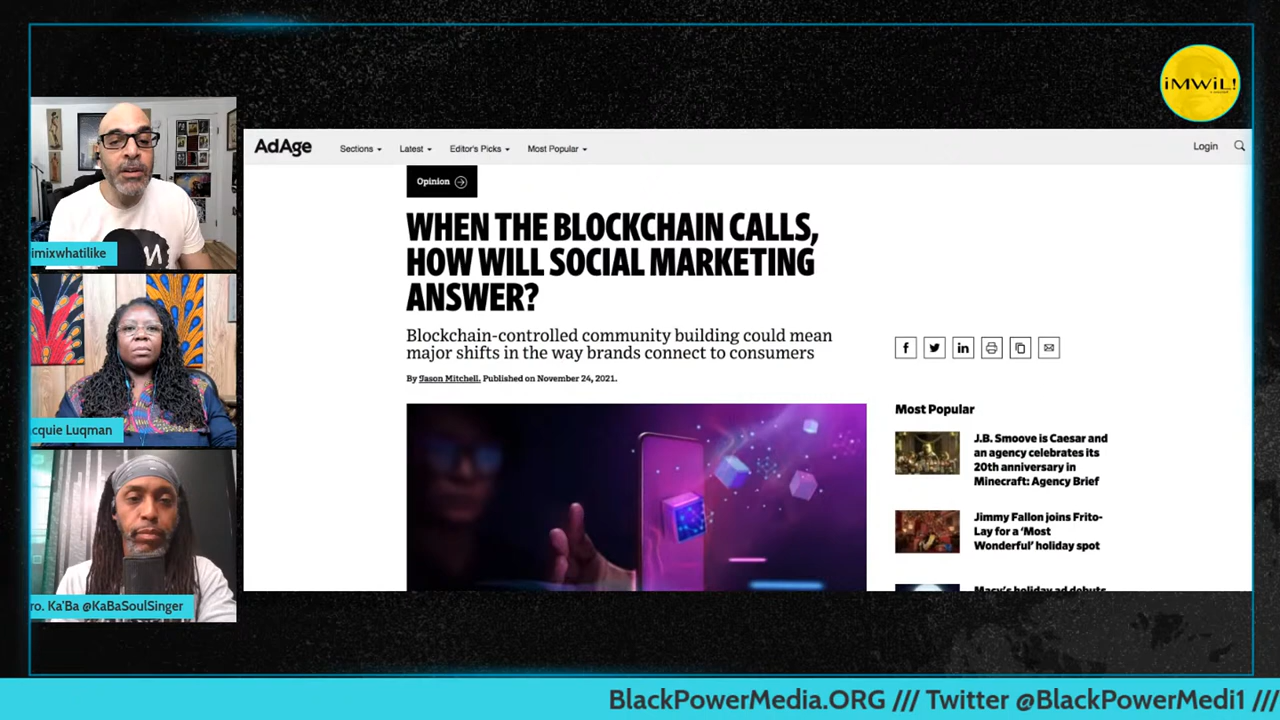 iMWiL!
imixwhatilike
cquie Luqman
ro. Ka'Ba @KaBaSoulSinger
AdAge
Sections
Latest
Editor's Picks
Most Popular
Login
Opinion
WHEN THE BLOCKCHAIN CALLS,
HOW WILL SOCIAL MARKETING
ANSWER?
Blockchain-controlled community building could mean
major shifts in the way brands connect to consumers
By Jason Mitchell. Published on November 24, 2021.
Most Popular
J.B. Smoove is Caesar and
an agency celebrates its
20th anniversary in
Minecraft: Agency Brief
Jimmy Fallon joins Frito-
Lay for a 'Most
Wonderful' holiday spot
Macy's holiday ad debuts
BlackPowerMedia.ORG /// Twitter @BlackPowerMedi1 ///